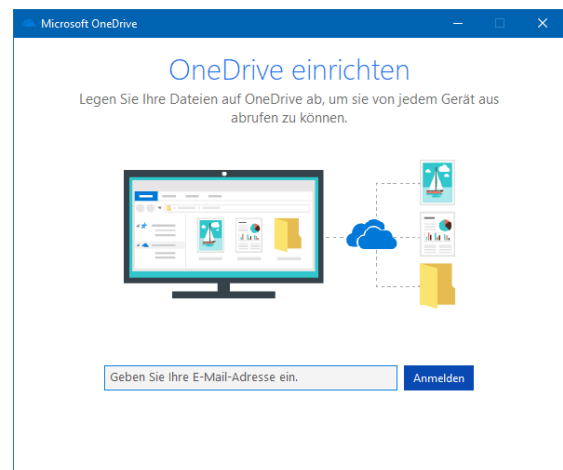 Microsoft OneDrive
OneDrive einrichten
Legen Sie Ihre Dateien auf OneDrive ab, um sie von jedem Gerät aus
abrufen zu können.
Geben Sie Ihre E-Mail-Adresse ein.
Anmelden